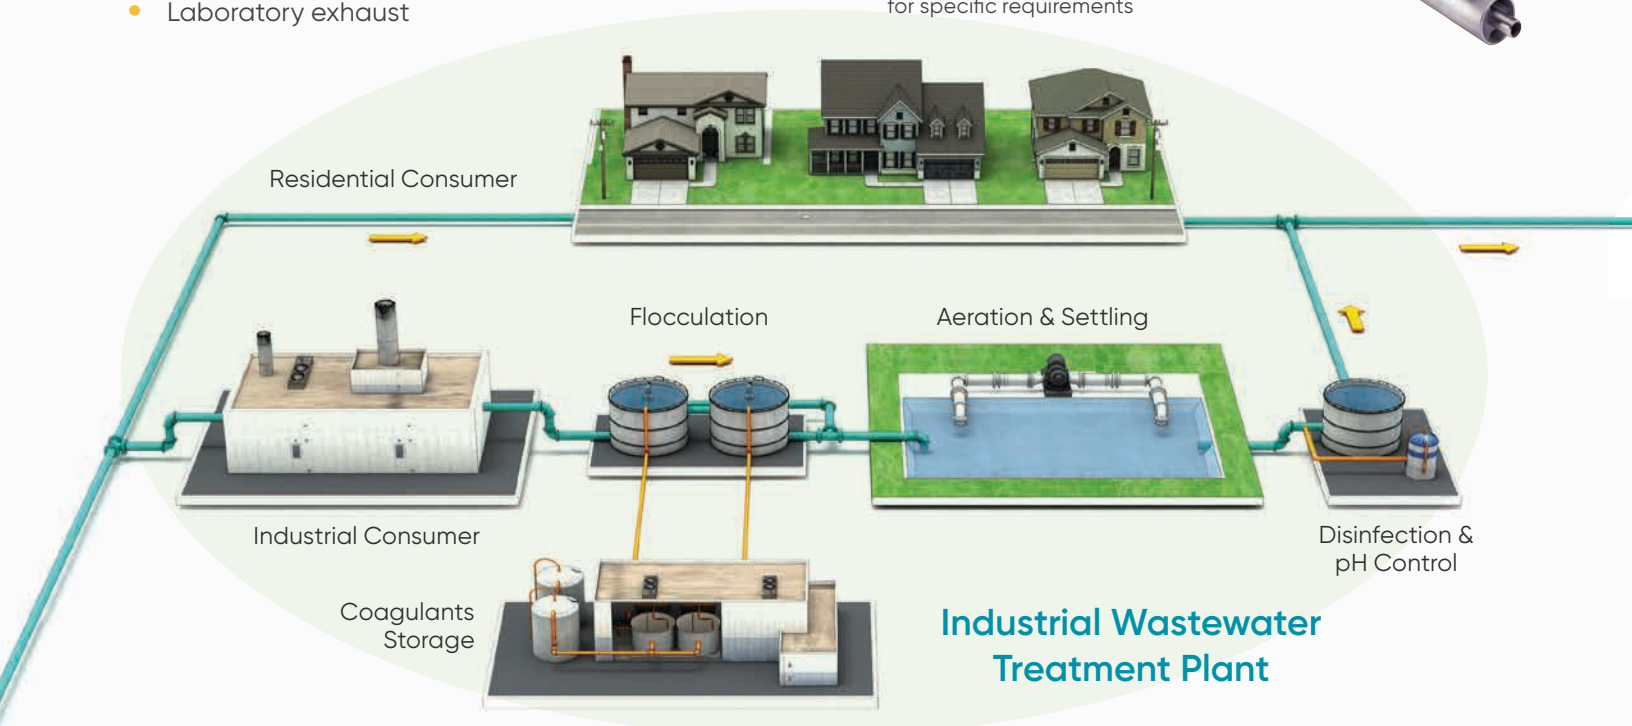 Laboratory exhaust
for specific requirements
Residential Consumer
Flocculation
Aeration & Settling
Industrial Consumer
Disinfection &
pH Control
Coagulants
Storage
Industrial Wastewater
Treatment Plant